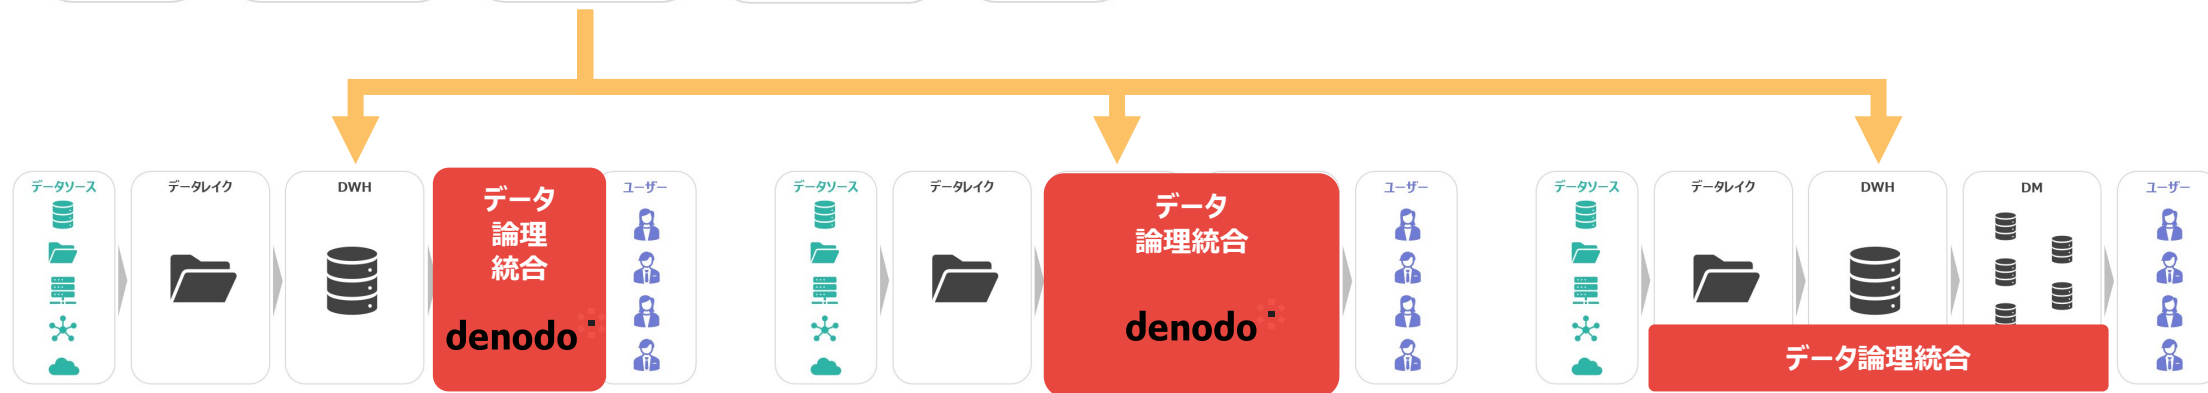 データソース
データレイク
DWH
データ
論理
統合
denodo
ユーザー
データソース
データレイク
データ
論理統合
denodo
ユーザー
データソース
データレイク
DWH
DM
データ論理統合
ユーザー